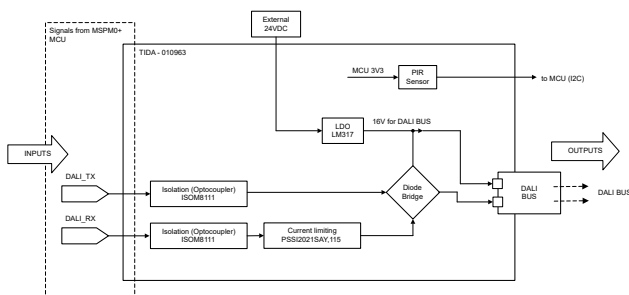 External
24VDC
Signals from MSPM0+
MCU
TIDA - 010963
MCU 3V3
PIR
Sensor
to MCU (I2C)
LDO
LM317
16V for DALI BUS
INPUTS
OUTPUTS
DALI_TX
Isolation (Optocoupler)
ISOM8111
Diode
Bridge
DALI
BUS
DALI BUS
DALI_RX
Isolation (Optocoupler)
ISOM8111
Current limiting
PSSI2021SAY,115